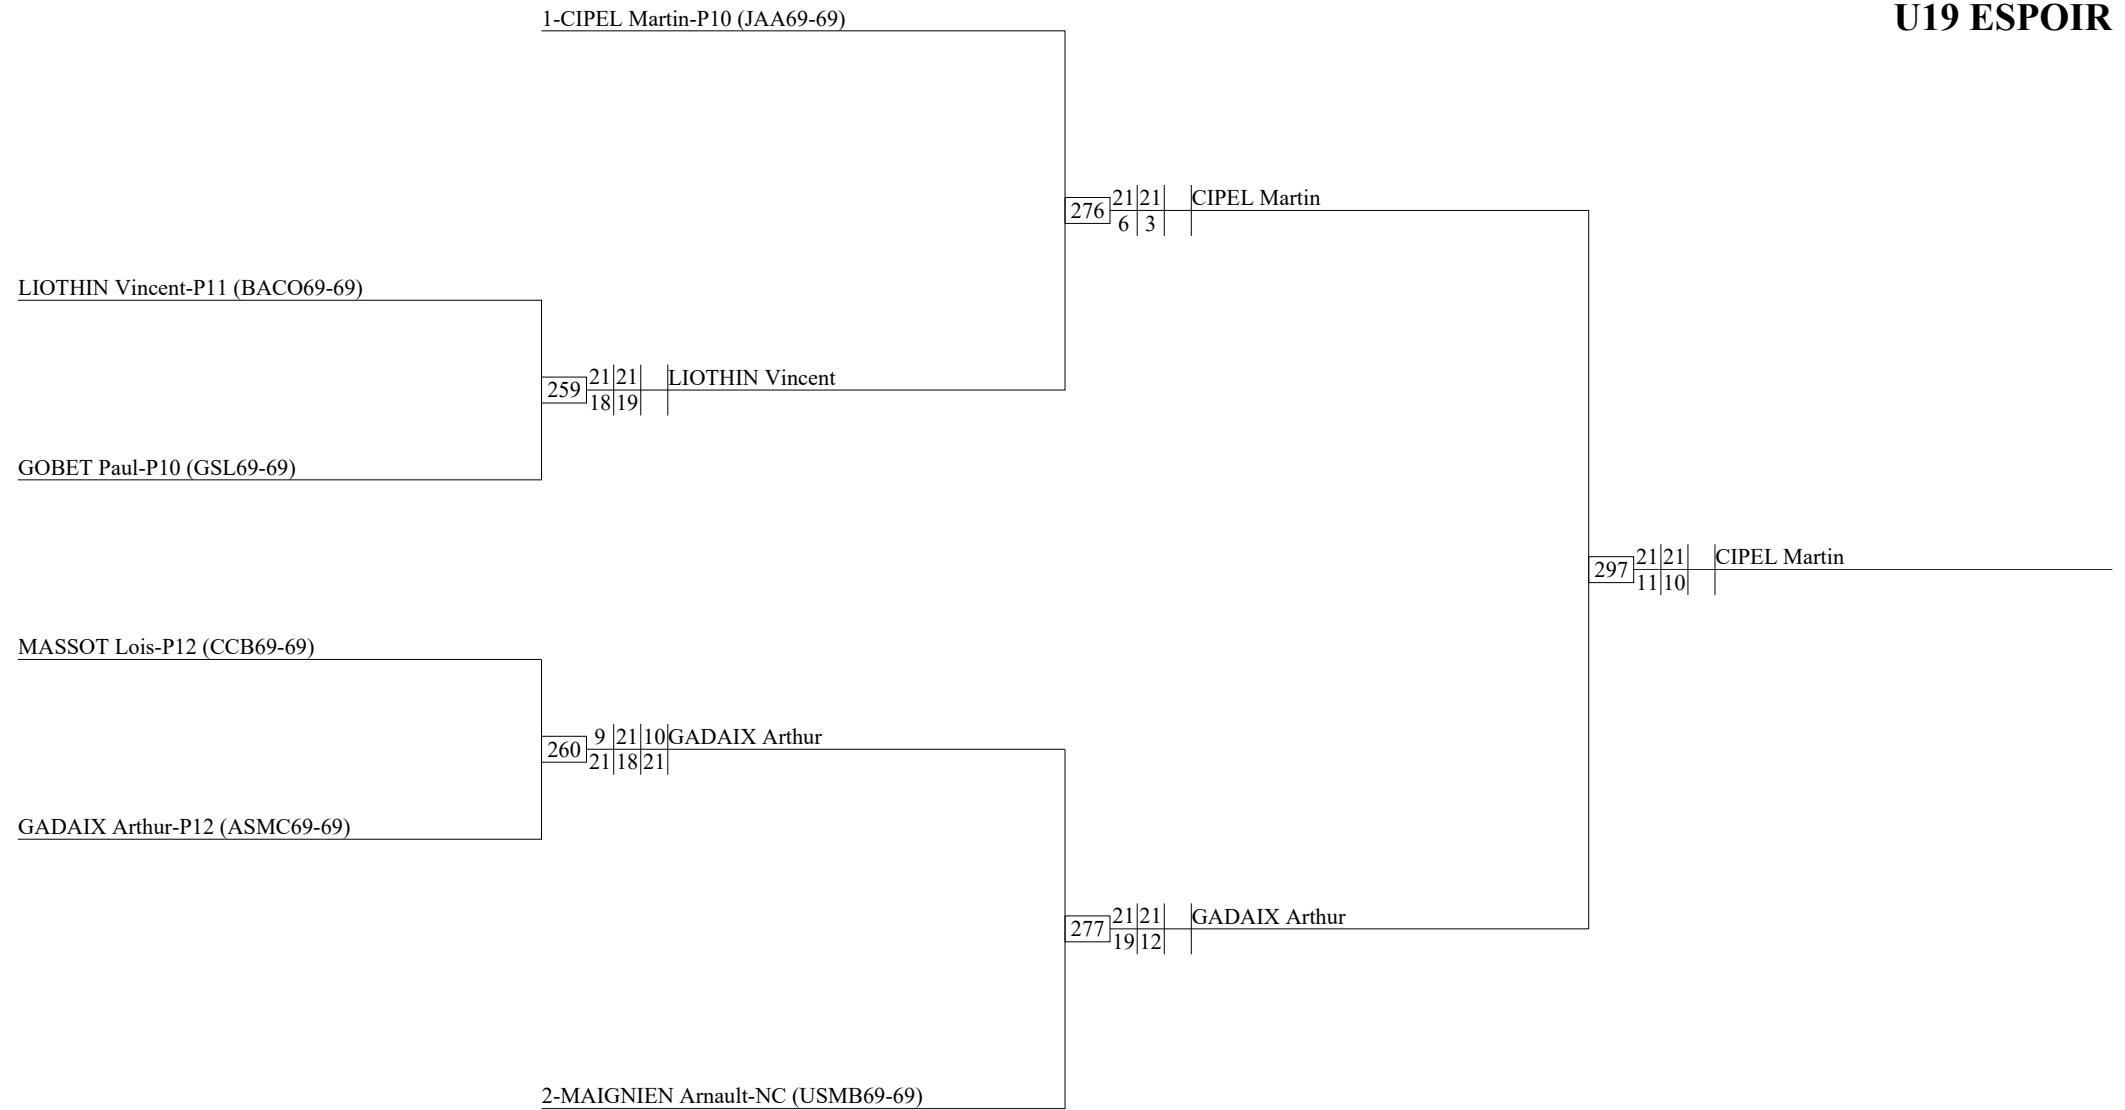 1-CIPEL Martin-P10 (JAA69-69)
U19 ESPOIR
276 21 21 CIPEL Martin
6 3
LIOTHIN Vincent-P11 (BACO69-69)
259 21 21 LIOTHIN Vincent
18 19
GOBET Paul-P10 (GSL69-69)
297 21 21 CIPEL Martin
11 10
MASSOT Lois-P12 (CCB69-69)
260 9 21 10 GADAIX Arthur
21 18 21
GADAIX Arthur-P12 (ASMC69-69)
277 21 21 GADAIX Arthur
19 12
2-MAIGNIEN Arnault-NC (USMB69-69)